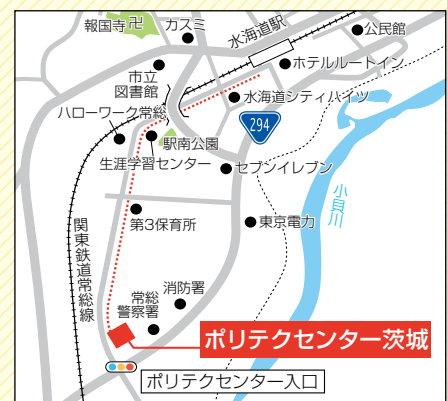 報国寺
卍
カスミ
水海道駅
公民館
ホテルルートイン
市立
図書館
水海道シティハイツ
ハローワーク常総
294
駅南公園
生涯学習センター
セブンイレブン
小貝川
第3保育所
東京電力
関東鉄道常総線
消防署
常総
警察署
ポリテクセンター茨城
ポリテクセンター入口